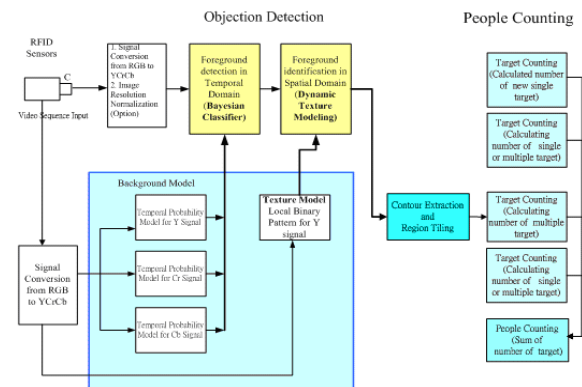 Objection Detection
People Counting
RFID
Sensors
C
Video Sequence Input
1. Signal
Conversion
from RGB to
YCrCb
2. Image
Resolution
Normalization
(Option)
Foreground
detection in
Temporal
Domain
(Bayesian
Classifier)
Foreground
identification in
Spatial Domain
(Dynamic
Texture
Modeling)
Background Model
Temporal Probability
Model for Y Signal
Temporal Probability
Model for Cr Signal
Temporal Probability
Model for Cb Signal
Texture Model
Local Binary
Pattern for Y
signal
Signal
Conversion
from RGB to
YCrCb
Contour Extraction
and
Region Tiling
Target Counting
(Calculated number
of new single
target)
Target Counting
(Calculating
number of single
or multiple target)
Target Counting
(Calculating
number of multiple
target)
Target Counting
(Calculating
number of single
or multiple target)
People Counting
(Sum of
number of target)